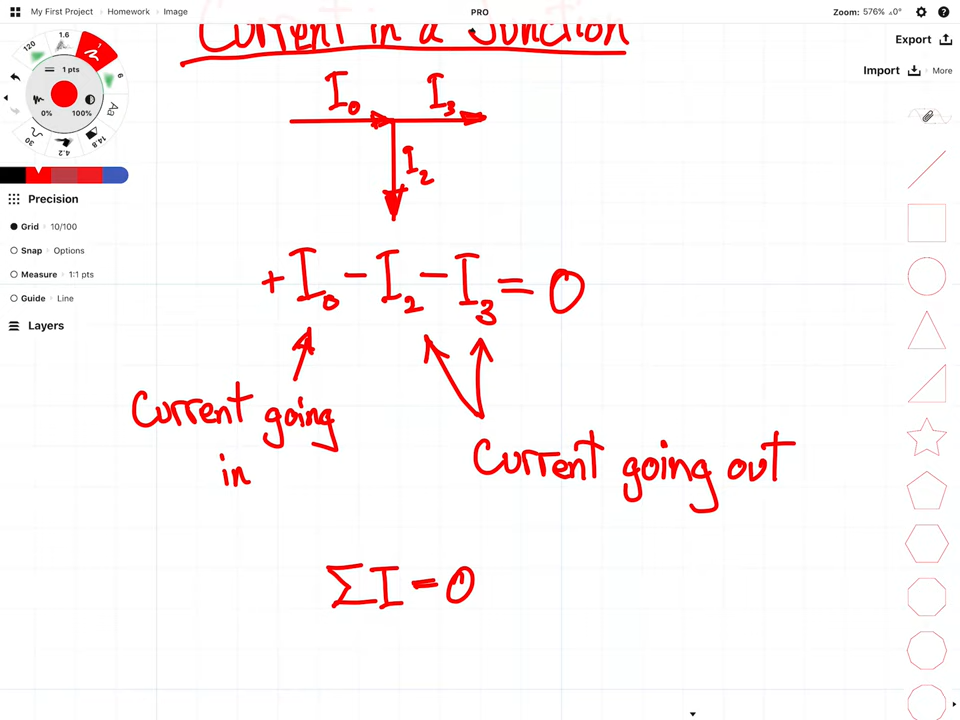 My First Project › Homework › Image
PRO
Zoom: 576% ⊿0°
Current in a Junction
Export
Import
More
120
1.6
6
1 pts
0%
100%
Aa
30
4.2
14.8
Precision
Grid 10/100
Snap Options
Measure 1:1 pts
Guide Line
Layers
I₀ I₃
I₂
+I₀ − I₂ − I₃ = 0
Current going
in
Current going out
ΣI = 0